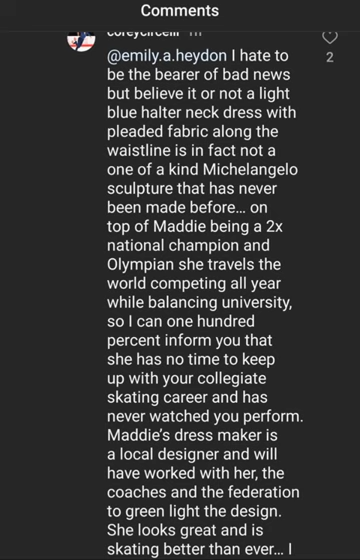 Comments
coreycircelli 1h
@emily.a.heydon I hate to
2
be the bearer of bad news
but believe it or not a light
blue halter neck dress with
pleaded fabric along the
waistline is in fact not a
one of a kind Michelangelo
sculpture that has never
been made before… on
top of Maddie being a 2x
national champion and
Olympian she travels the
world competing all year
while balancing university,
so I can one hundred
percent inform you that
she has no time to keep
up with your collegiate
skating career and has
never watched you perform.
Maddie’s dress maker is
a local designer and will
have worked with her, the
coaches and the federation
to green light the design.
She looks great and is
skating better than ever… I